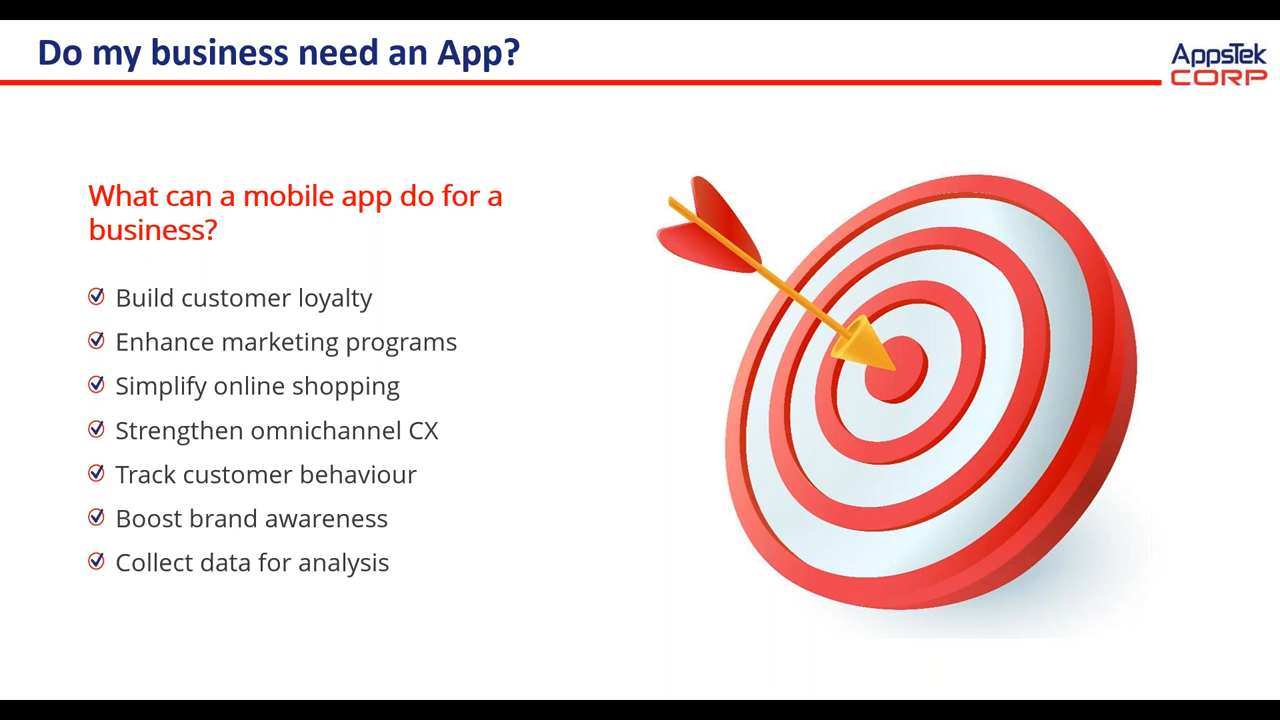 Do my business need an App?
AppsTek
CORP
What can a mobile app do for a
business?
Build customer loyalty
Enhance marketing programs
Simplify online shopping
Strengthen omnichannel CX
Track customer behaviour
Boost brand awareness
Collect data for analysis